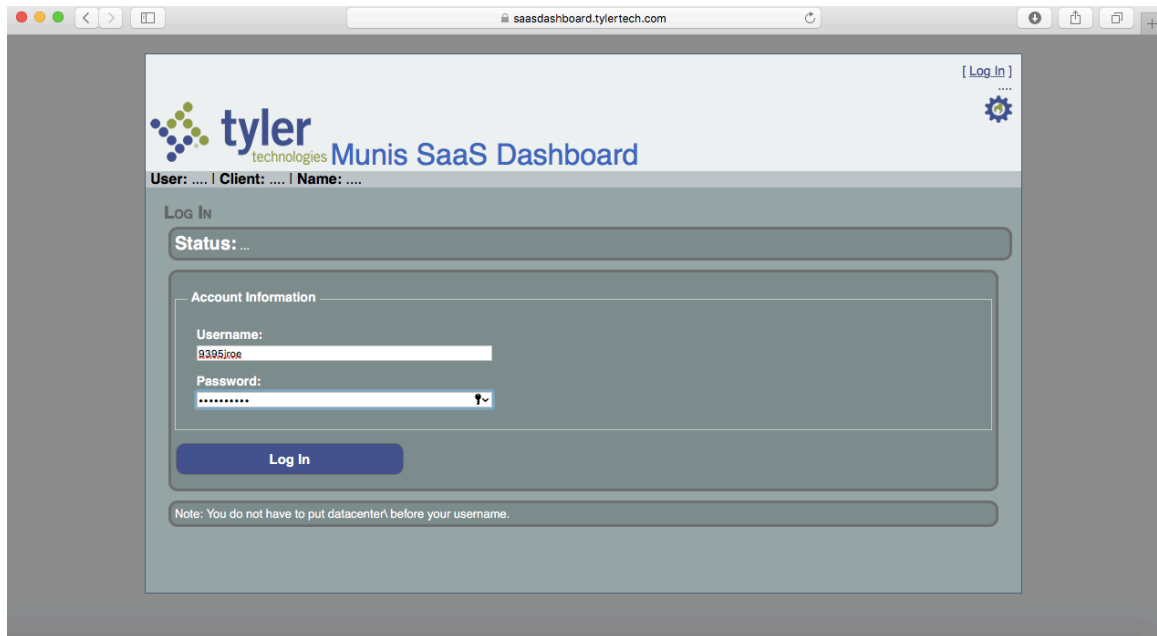 saasdashboard.tylertech.com
[ Log In ]
....
tyler
technologies Munis SaaS Dashboard
User: .... | Client: .... | Name: ....
Log In
Status: ...
Account Information
Username:
9395jroe
Password:
••••••••••
Log In
Note: You do not have to put datacenter\ before your username.